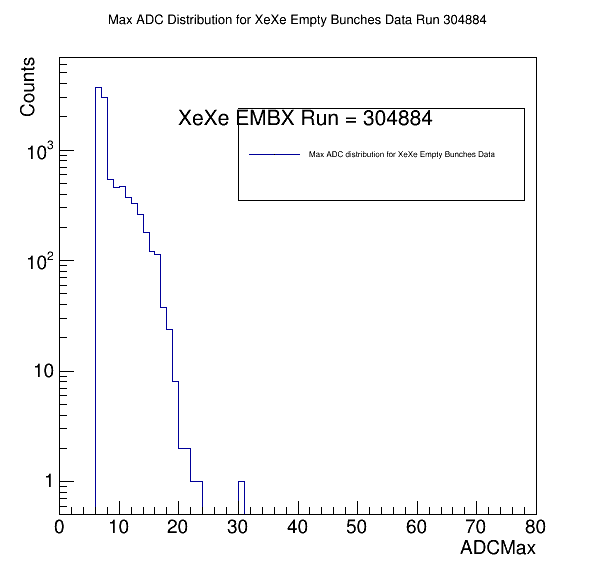 Max ADC Distribution for XeXe Empty Bunches Data Run 304884
Counts
XeXe EMBX Run = 304884
Max ADC distribution for XeXe Empty Bunches Data
10³
10²
10
1
0 10 20 30 40 50 60 70 80
ADCMax